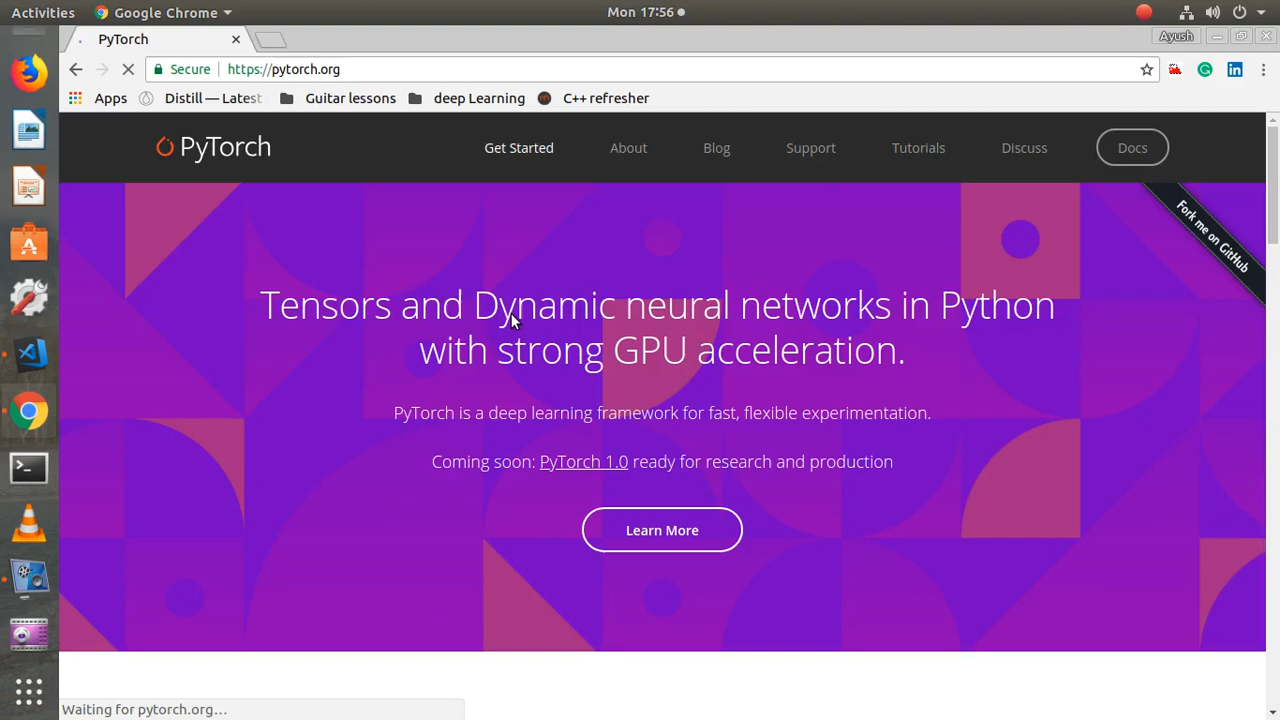 Activities Google Chrome Mon 17:56
PyTorch Ayush
Secure https://pytorch.org
Apps Distill — Latest Guitar lessons deep Learning C++ refresher
PyTorch Get Started About Blog Support Tutorials Discuss Docs
Fork me on GitHub
Tensors and Dynamic neural networks in Python
with strong GPU acceleration.
PyTorch is a deep learning framework for fast, flexible experimentation.
Coming soon: PyTorch 1.0 ready for research and production
Learn More
Waiting for pytorch.org...